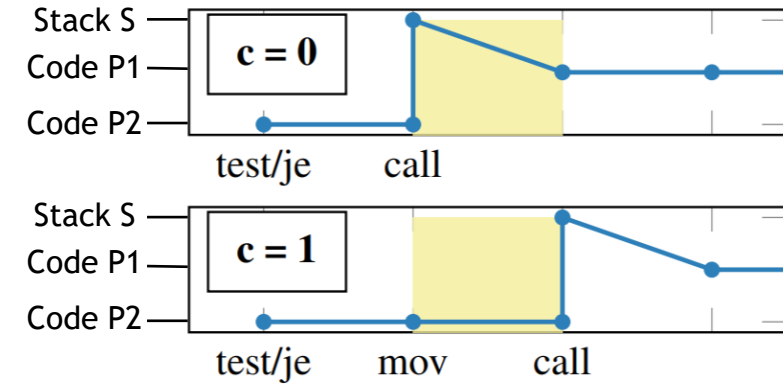 Stack S
c = 0
Code P1
Code P2
test/je call
Stack S
c = 1
Code P1
Code P2
test/je mov call